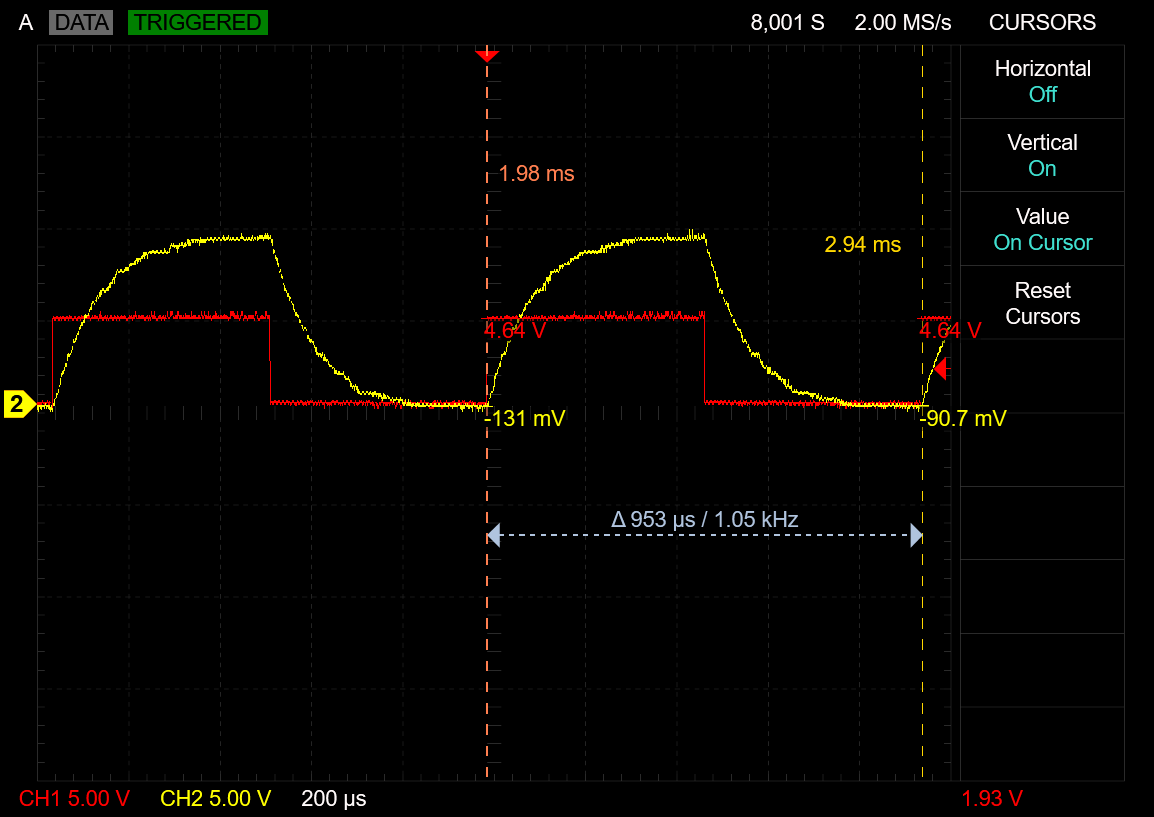 A DATA TRIGGERED 8,001 S 2.00 MS/s CURSORS
Horizontal
Off
Vertical
On
1.98 ms
Value
2.94 ms
On Cursor
Reset
Cursors
4.64 V 4.64 V
2
-131 mV -90.7 mV
Δ 953 µs / 1.05 kHz
CH1 5.00 V CH2 5.00 V 200 µs 1.93 V